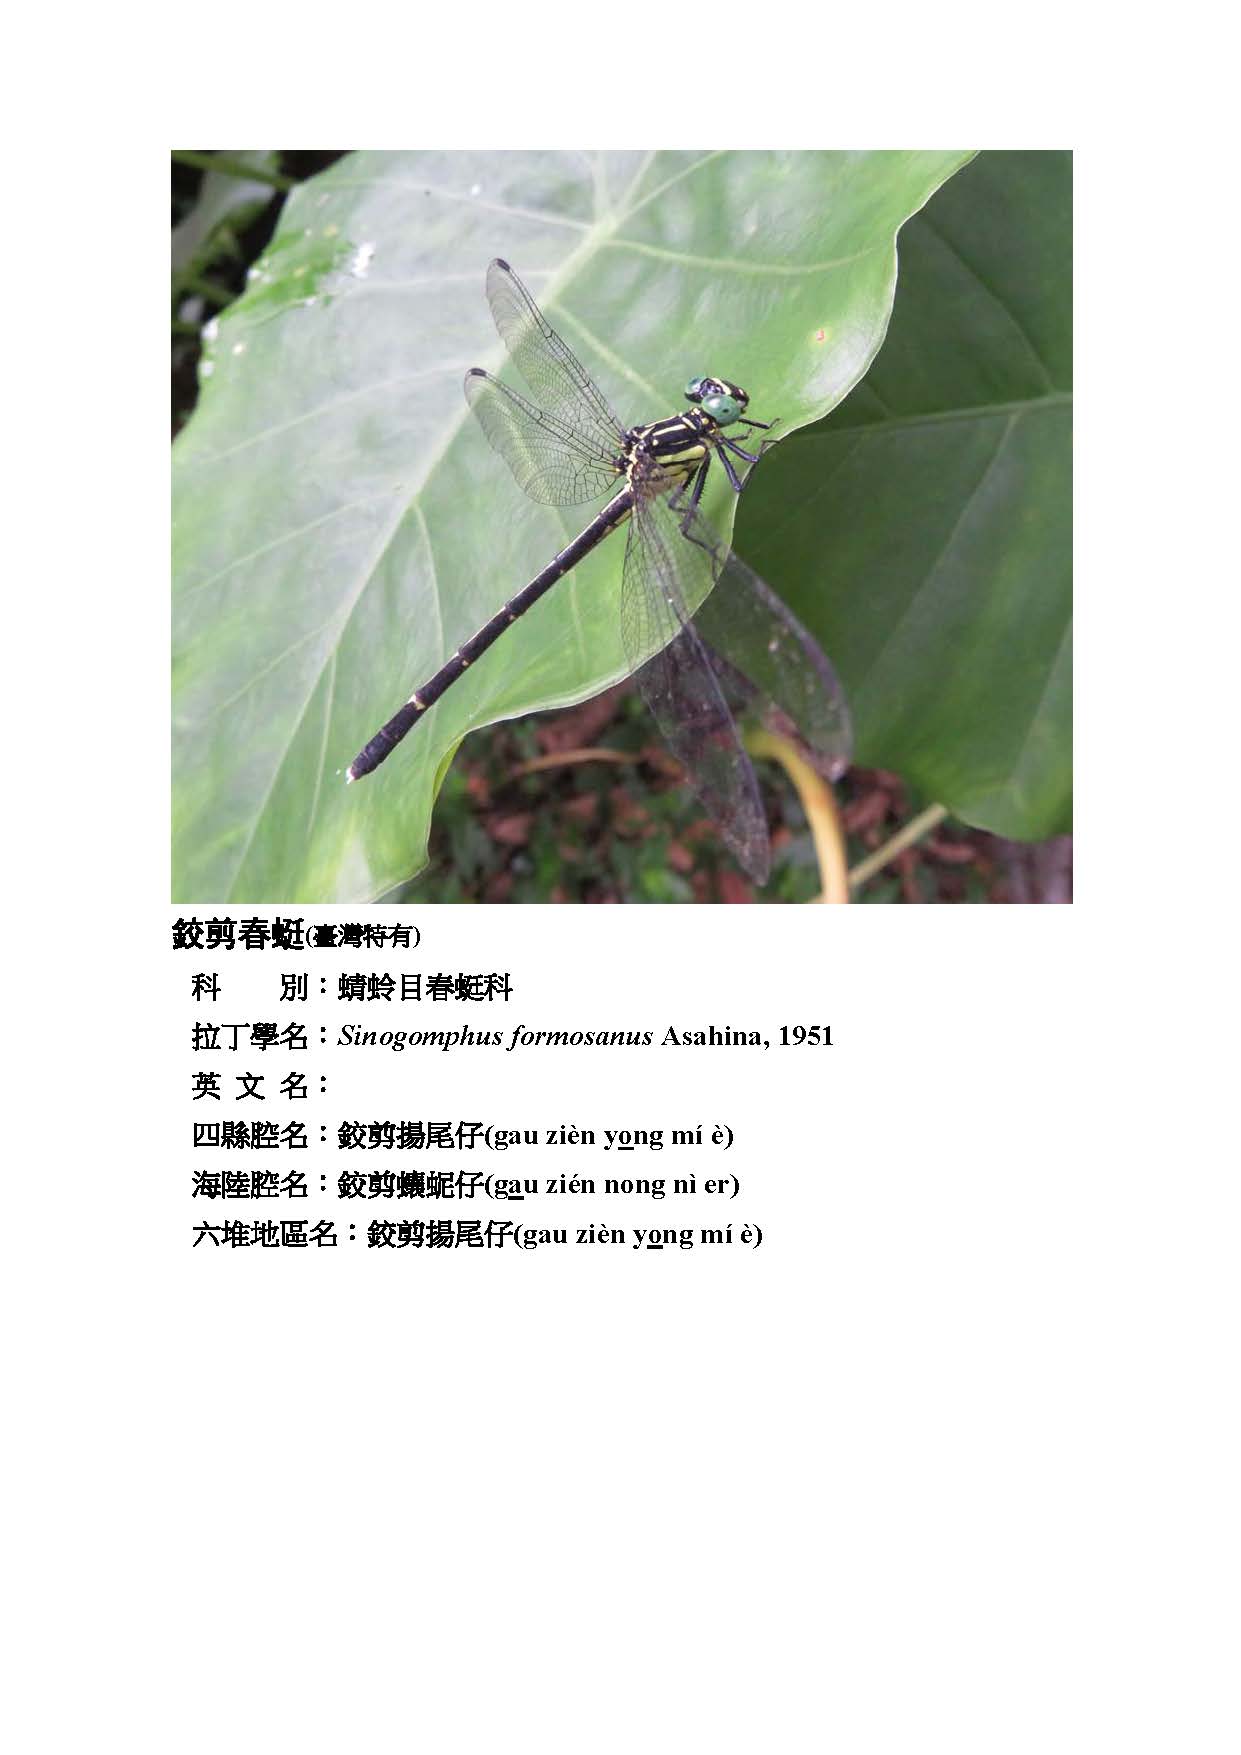 鉸剪春蜓(臺灣特有)
科　　別：蜻蛉目春蜓科
拉丁學名：Sinogomphus formosanus Asahina, 1951
英 文 名：
四縣腔名：鉸剪揚尾仔(gau zièn yong mí è)
海陸腔名：鉸剪蠰蚭仔(gau zién nong nì er)
六堆地區名：鉸剪揚尾仔(gau zièn yong mí è)